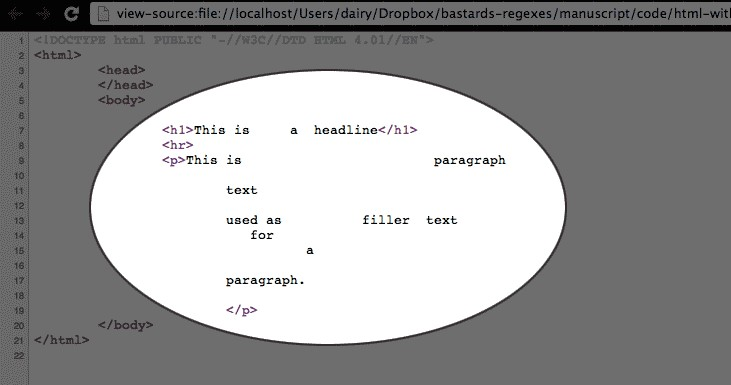 view-source:file://localhost/Users/dairy/Dropbox/bastards-regexes/manuscript/code/html-with
1 <!DOCTYPE html PUBLIC "-//W3C//DTD HTML 4.01//EN">
2 <html>
3 <head>
4 </head>
5 <body>
6
7 <h1>This is a headline</h1>
8 <hr>
9 <p>This is paragraph
10
11 text
12
13 used as filler text
14 for
15 a
16
17 paragraph.
18
19 </p>
20 </body>
21 </html>
22